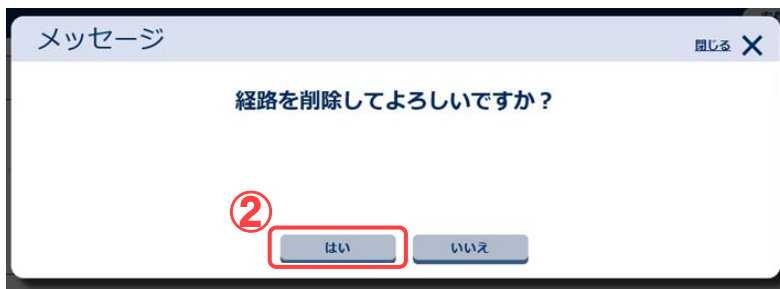 メッセージ
閉じる ×
経路を削除してよろしいですか？
②
はい
いいえ